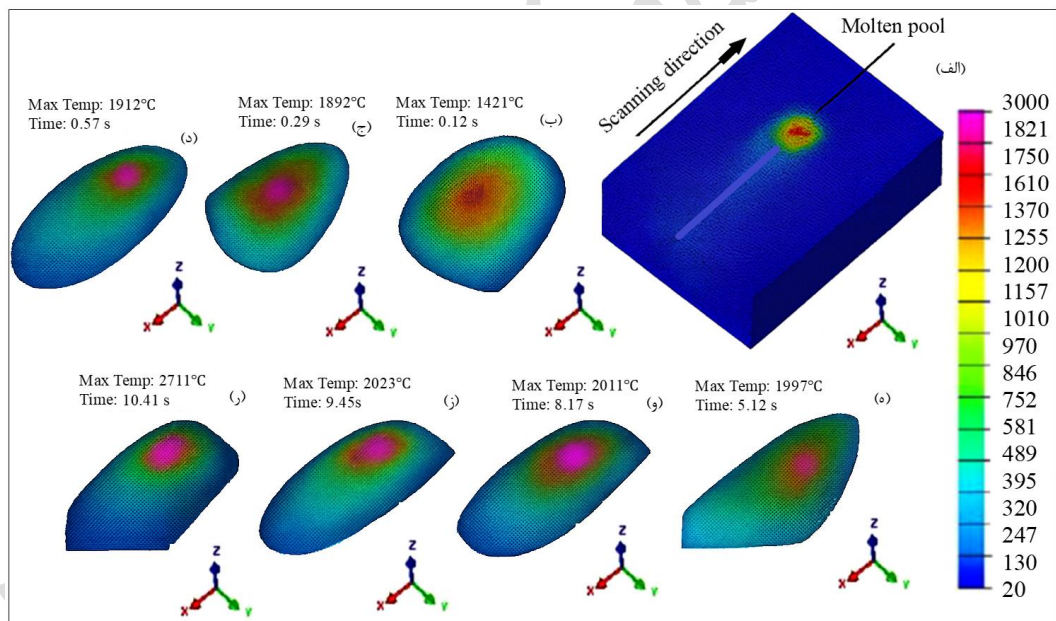 Molten pool
Scanning direction
(الف)
Max Temp: 1912°C
Time: 0.57 s
(د)
Max Temp: 1892°C
Time: 0.29 s
(ج)
Max Temp: 1421°C
Time: 0.12 s
(ب)
3000
1821
1750
1610
1370
1255
1200
1157
1010
970
846
752
581
489
395
320
247
130
20
Z
X
Y
Z
X
Y
Z
X
Y
Z
X
Y
Max Temp: 2711°C
Time: 10.41 s
(ر)
Max Temp: 2023°C
Time: 9.45s
(ز)
Max Temp: 2011°C
Time: 8.17 s
(و)
Max Temp: 1997°C
Time: 5.12 s
(ه)
Z
X
Y
Z
X
Y
Z
X
Y
Z
X
Y